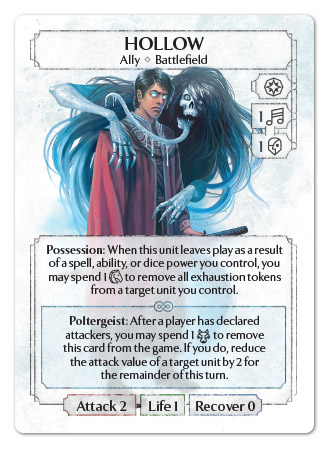 HOLLOW
Ally ⟡ Battlefield
1
1
Possession: When this unit leaves play as a result
of a spell, ability, or dice power you control, you
may spend 1 to remove all exhaustion tokens
from a target unit you control.
Poltergeist: After a player has declared
attackers, you may spend 1 to remove
this card from the game. If you do, reduce
the attack value of a target unit by 2 for
the remainder of this turn.
Attack 2 Life 1 Recover 0